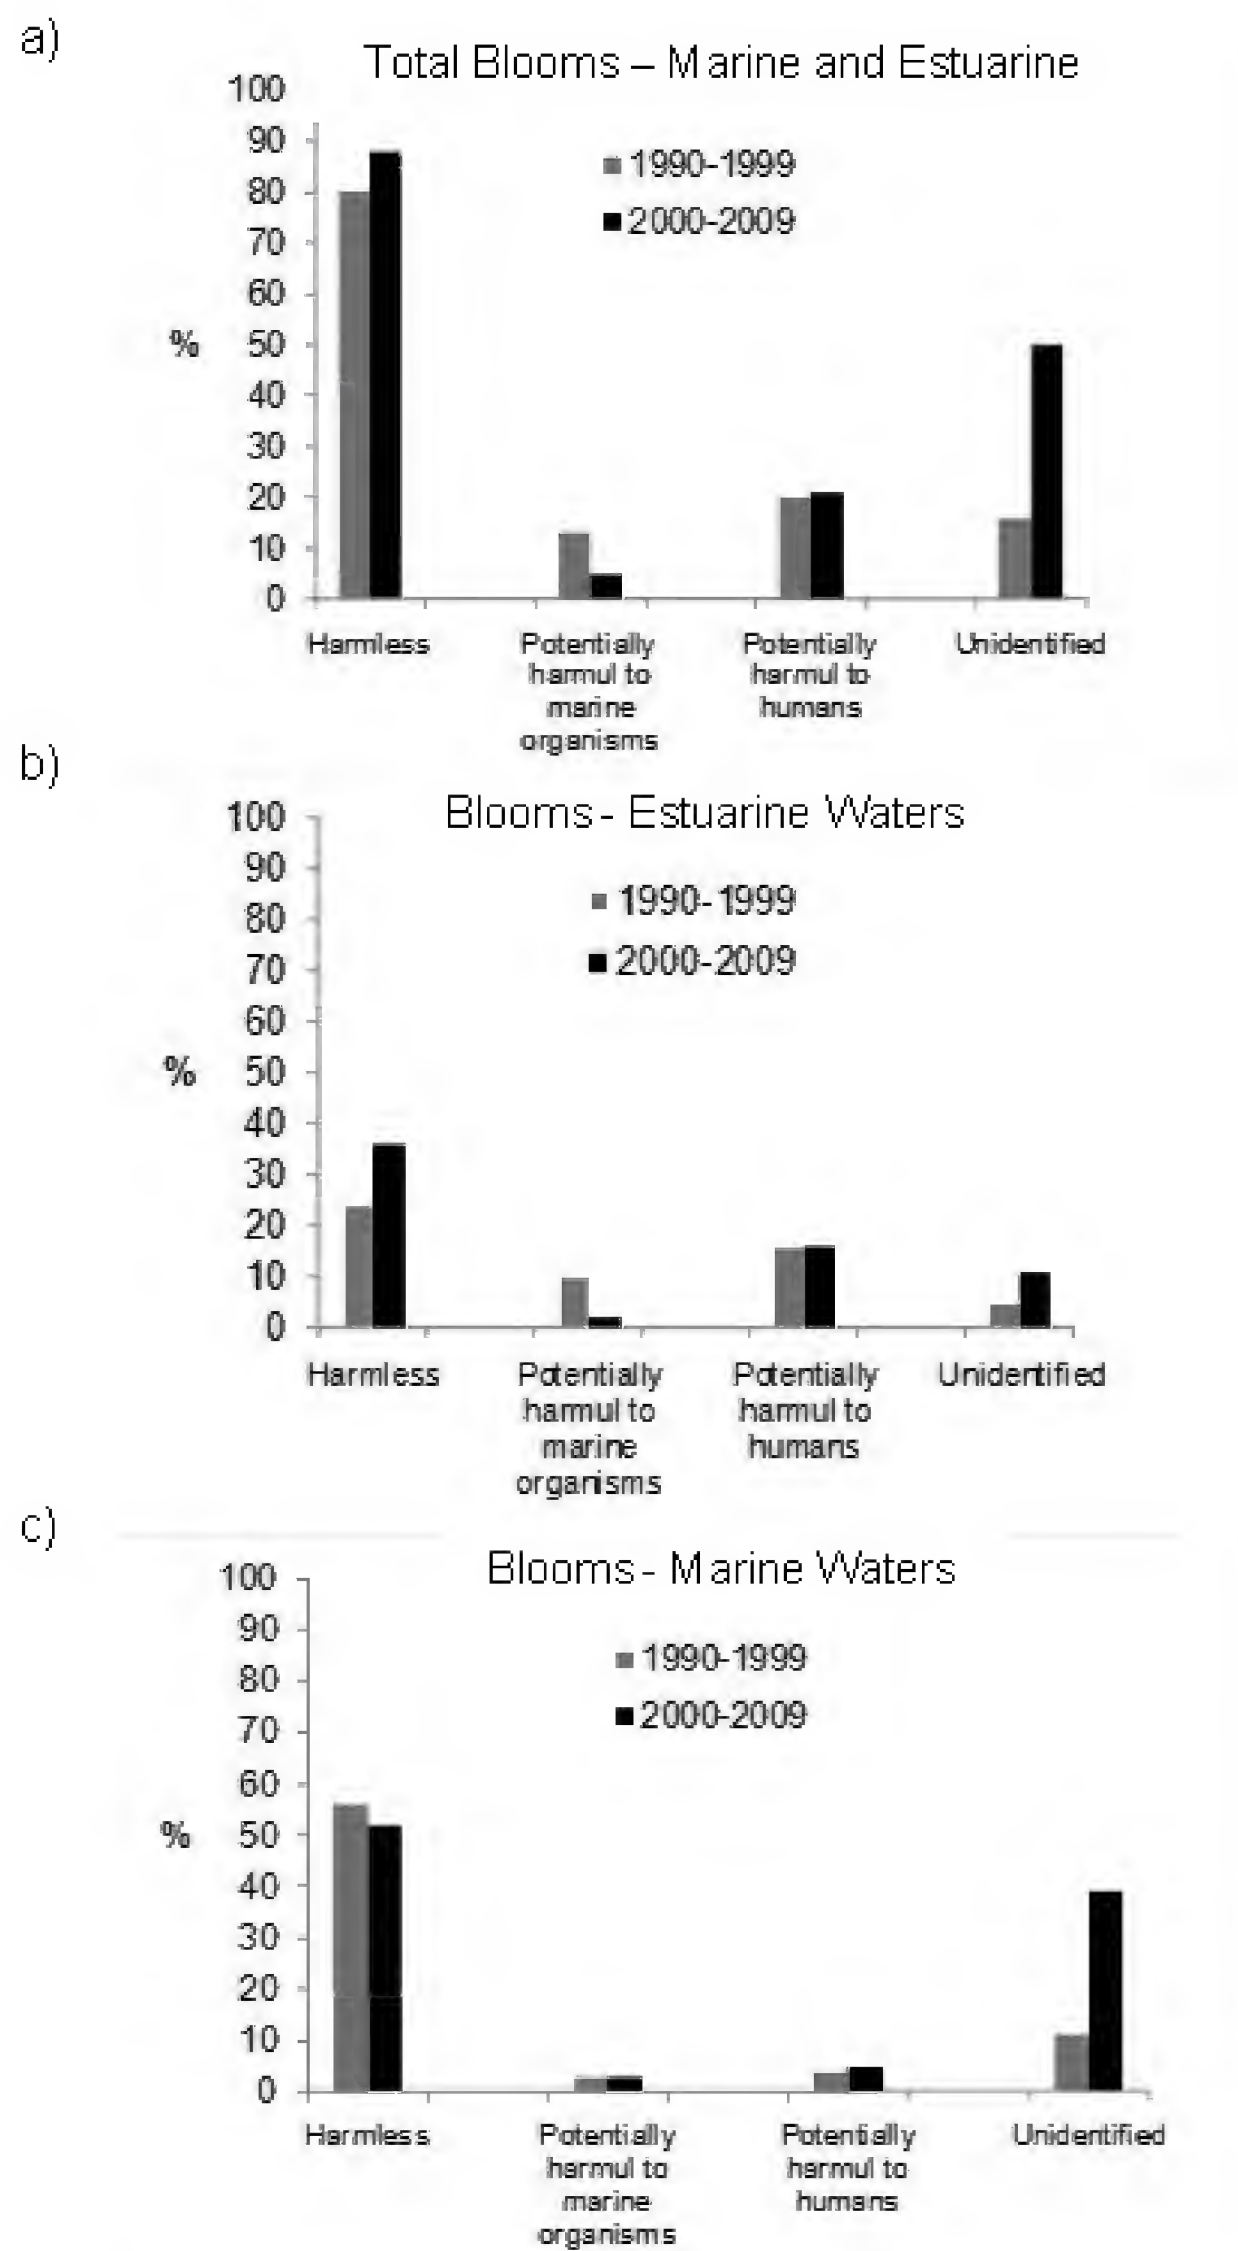 a)
Total Blooms – Marine and Estuarine
100
90
80
70
60
50
40
30
20
10
0
%
1990-1999
2000-2009
Harmless
Potentially
harmul to
marine
organisms
Potentially
harmul to
humans
Unidentified
b)
Blooms - Estuarine Waters
100
90
80
70
60
50
40
30
20
10
0
%
1990-1999
2000-2009
Harmless
Potentially
harmul to
marine
organisms
Potentially
harmul to
humans
Unidentified
c)
Blooms - Marine Waters
100
90
80
70
60
50
40
30
20
10
0
%
1990-1999
2000-2009
Harmless
Potentially
harmul to
marine
organisms
Potentially
harmul to
humans
Unidentified